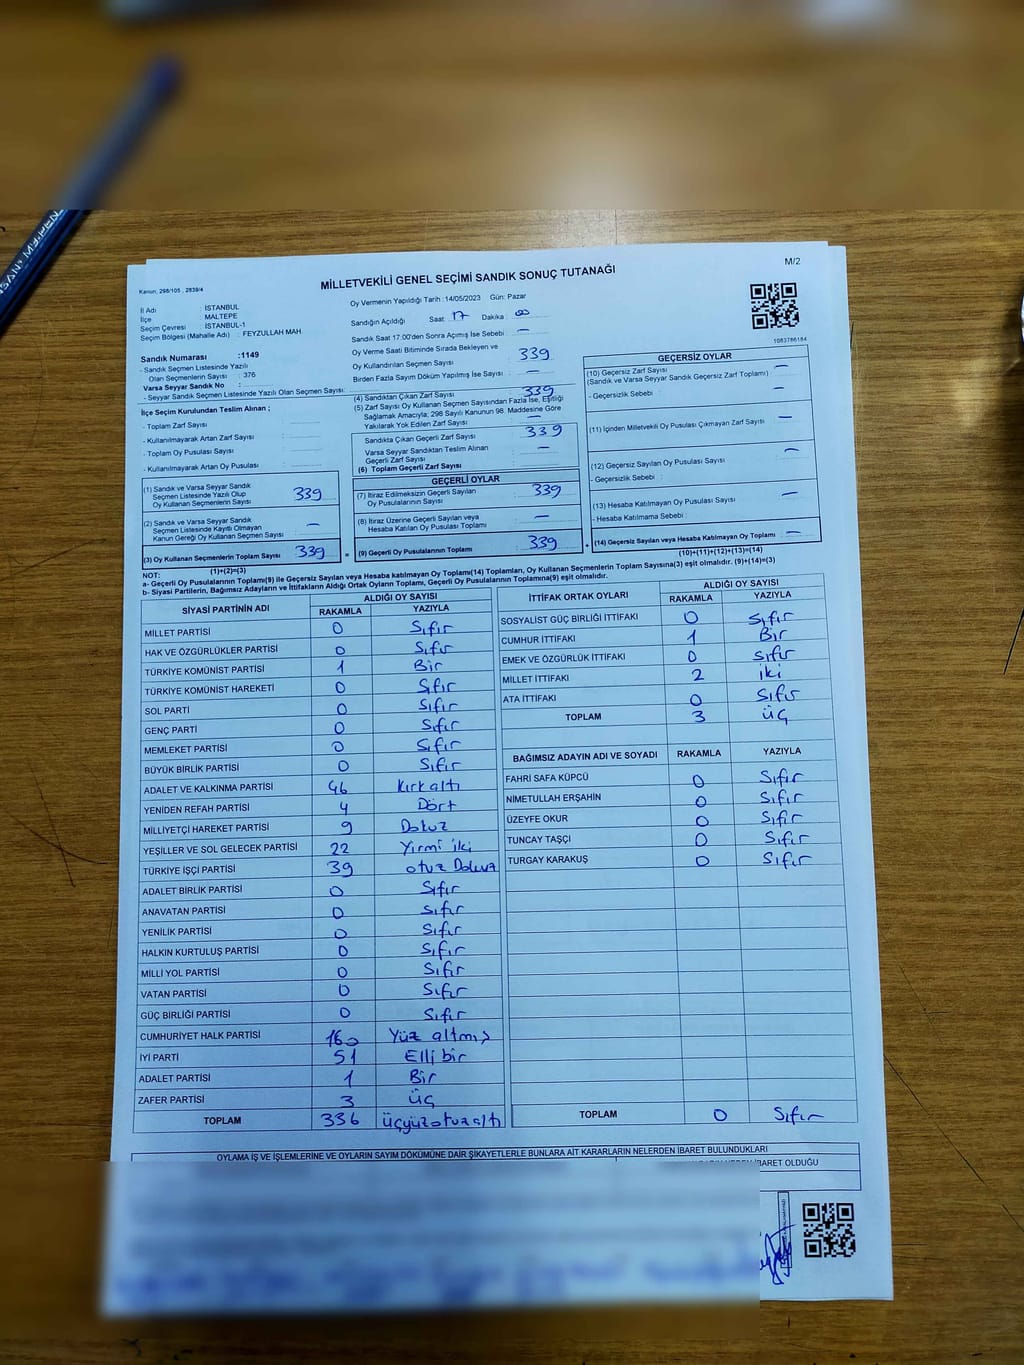 MİLLETVEKİLİ GENEL SEÇİMİ SANDIK SONUÇ TUTANAĞI
M/2
Kanun: 298/105 , 2839/4
İl Adı : İSTANBUL
İlçe MALTEPE
Seçim Çevresi İSTANBUL-1
Seçim Bölgesi (Mahalle Adı) : FEYZULLAH MAH.
Sandık Numarası :1149
- Sandık Seçmen Listesinde Yazılı
Olan Seçmenlerin Sayısı : 376
Varsa Seyyar Sandık No :
- Seyyar Sandık Seçmen Listesinde Yazılı Olan Seçmen Sayısı:
İlçe Seçim Kurulundan Teslim Alınan ;
- Toplam Zarf Sayısı :
- Kullanılmayarak Artan Zarf Sayısı :
- Toplam Oy Pusulası Sayısı :
- Kullanılmayarak Artan Oy Pusulası :
(1) Sandık ve Varsa Seyyar Sandık
Seçmen Listesinde Yazılı Olup
Oy Kullanan Seçmenlerin Sayısı : 339
(2) Sandık ve Varsa Seyyar Sandık
Seçmen Listesinde Kayıtlı Olmayan
Kanun Gereği Oy Kullanan Seçmen Sayısı : —
(3) Oy Kullanan Seçmenlerin Toplam Sayısı : 339
(1)+(2)=(3)
Oy Vermenin Yapıldığı Tarih :14/05/2023 Gün: Pazar
Sandığın Açıldığı Saat: 17 Dakika : 00
Sandık Saat 17:00'den Sonra Açılmış İse Sebebi : —
Oy Verme Saati Bitiminde Sırada Bekleyen ve
Oy Kullandırılan Seçmen Sayısı : 339
Birden Fazla Sayım Döküm Yapılmış İse Sayısı : —
(4) Sandıktan Çıkan Zarf Sayısı : 339
(5) Zarf Sayısı Oy Kullanan Seçmen Sayısından Fazla İse, Eşitliği
Sağlamak Amacıyla; 298 Sayılı Kanunun 98. Maddesine Göre
Yakılarak Yok Edilen Zarf Sayısı : —
Sandıkta Çıkan Geçerli Zarf Sayısı : 339
Varsa Seyyar Sandıktan Teslim Alınan
Geçerli Zarf Sayısı : —
(6) Toplam Geçerli Zarf Sayısı
GEÇERLİ OYLAR
(7) İtiraz Edilmeksizin Geçerli Sayılan
Oy Pusulalarının Sayısı : 339
(8) İtiraz Üzerine Geçerli Sayılan veya
Hesaba Katılan Oy Pusulası Toplamı : —
= (9) Geçerli Oy Pusulalarının Toplamı : 339
1083786184
GEÇERSİZ OYLAR
(10) Geçersiz Zarf Sayısı
(Sandık ve Varsa Seyyar Sandık Geçersiz Zarf Toplamı) : —
- Geçersizlik Sebebi :
(11) İçinden Milletvekili Oy Pusulası Çıkmayan Zarf Sayısı : —
(12) Geçersiz Sayılan Oy Pusulası Sayısı : —
- Geçersizlik Sebebi :
(13) Hesaba Katılmayan Oy Pusulası Sayısı : —
- Hesaba Katılmama Sebebi :
+ (14) Geçersiz Sayılan veya Hesaba Katılmayan Oy Toplamı : —
(10)+(11)+(12)+(13)=(14)
NOT:
a- Geçerli Oy Pusulalarının Toplamı(9) ile Geçersiz Sayılan veya Hesaba katılmayan Oy Toplamı(14) Toplamları, Oy Kullanan Seçmenlerin Toplam Sayısına(3) eşit olmalıdır. (9)+(14)=(3)
b- Siyasi Partilerin, Bağımsız Adayların ve İttifakların Aldığı Ortak Oyların Toplamı, Geçerli Oy Pusulalarının Toplamına(9) eşit olmalıdır.
SİYASİ PARTİNİN ADI ALDIĞI OY SAYISI
RAKAMLA YAZIYLA
MİLLET PARTİSİ 0 Sıfır
HAK VE ÖZGÜRLÜKLER PARTİSİ 0 Sıfır
TÜRKİYE KOMÜNİST PARTİSİ 1 Bir
TÜRKİYE KOMÜNİST HAREKETİ 0 Sıfır
SOL PARTİ 0 Sıfır
GENÇ PARTİ 0 Sıfır
MEMLEKET PARTİSİ 0 Sıfır
BÜYÜK BİRLİK PARTİSİ 0 Sıfır
ADALET VE KALKINMA PARTİSİ 46 Kırk altı
YENİDEN REFAH PARTİSİ 4 Dört
MİLLİYETÇİ HAREKET PARTİSİ 9 Dokuz
YEŞİLLER VE SOL GELECEK PARTİSİ 22 Yirmi iki
TÜRKİYE İŞÇİ PARTİSİ 39 otuz Dokuz
ADALET BİRLİK PARTİSİ 0 Sıfır
ANAVATAN PARTİSİ 0 Sıfır
YENİLİK PARTİSİ 0 Sıfır
HALKIN KURTULUŞ PARTİSİ 0 Sıfır
MİLLİ YOL PARTİSİ 0 Sıfır
VATAN PARTİSİ 0 Sıfır
GÜÇ BİRLİĞİ PARTİSİ 0 Sıfır
CUMHURİYET HALK PARTİSİ 160 Yüz altmış
İYİ PARTİ 51 Elli bir
ADALET PARTİSİ 1 Bir
ZAFER PARTİSİ 3 üç
TOPLAM 336 üçyüzotuzaltı
İTTİFAK ORTAK OYLARI ALDIĞI OY SAYISI
RAKAMLA YAZIYLA
SOSYALİST GÜÇ BİRLİĞİ İTTİFAKI 0 Sıfır
CUMHUR İTTİFAKI 1 Bir
EMEK VE ÖZGÜRLÜK İTTİFAKI 0 Sıfır
MİLLET İTTİFAKI 2 iki
ATA İTTİFAKI 0 Sıfır
TOPLAM 3 üç
BAĞIMSIZ ADAYIN ADI VE SOYADI RAKAMLA YAZIYLA
FAHRİ SAFA KÜPCÜ 0 Sıfır
NİMETULLAH ERŞAHİN 0 Sıfır
ÜZEYFE OKUR 0 Sıfır
TUNCAY TAŞÇI 0 Sıfır
TURGAY KARAKUŞ 0 Sıfır
TOPLAM 0 Sıfır
OYLAMA İŞ VE İŞLEMLERİNE VE OYLARIN SAYIM DÖKÜMÜNE DAİR ŞİKAYETLERLE BUNLARA AİT KARARLARIN NELERDEN İBARET BULUNDUKLARI
İBARET OLDUĞU